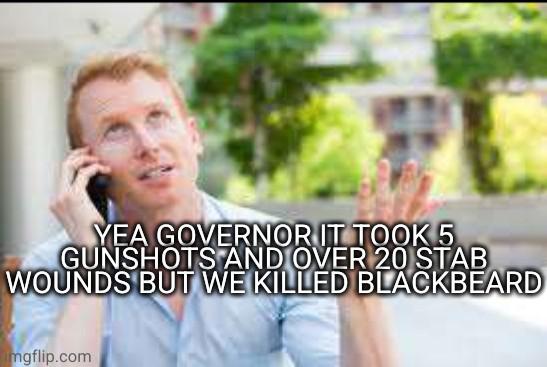 YEA GOVERNOR IT TOOK 5
GUNSHOTS AND OVER 20 STAB
WOUNDS BUT WE KILLED BLACKBEARD
imgflip.com